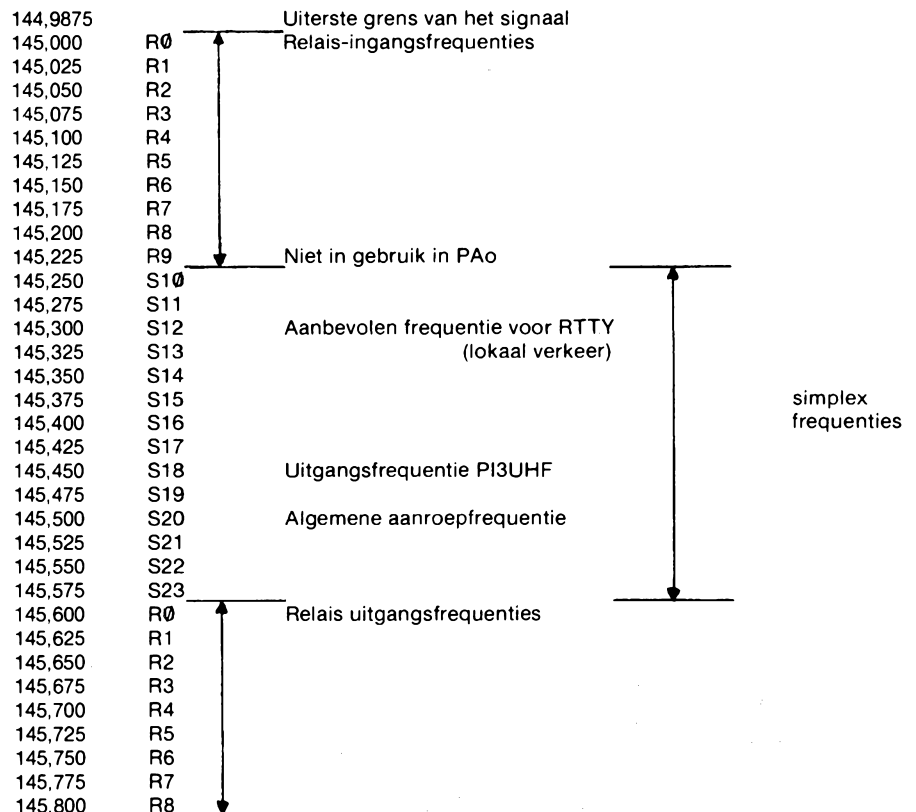 144,9875 Uiterste grens van het signaal
145,000 RØ Relais-ingangsfrequenties
145,025 R1
145,050 R2
145,075 R3
145,100 R4
145,125 R5
145,150 R6
145,175 R7
145,200 R8
145,225 R9 Niet in gebruik in PAo
145,250 S1Ø
145,275 S11
145,300 S12 Aanbevolen frequentie voor RTTY
145,325 S13 (lokaal verkeer)
145,350 S14
145,375 S15 simplex
145,400 S16 frequenties
145,425 S17
145,450 S18 Uitgangsfrequentie PI3UHF
145,475 S19
145,500 S20 Algemene aanroepfrequentie
145,525 S21
145,550 S22
145,575 S23
145,600 RØ Relais uitgangsfrequenties
145,625 R1
145,650 R2
145,675 R3
145,700 R4
145,725 R5
145,750 R6
145,775 R7
145,800 R8